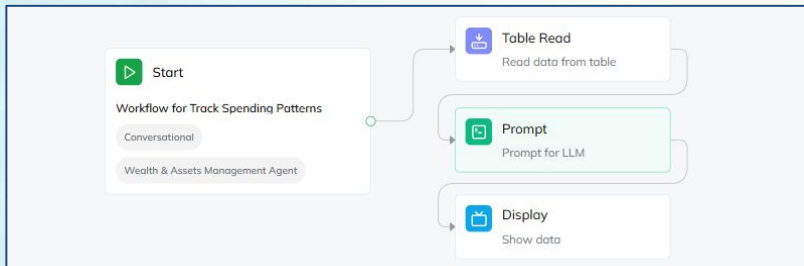 Start
Workflow for Track Spending Patterns
Conversational
Wealth & Assets Management Agent
Table Read
Read data from table
Prompt
Prompt for LLM
Display
Show data